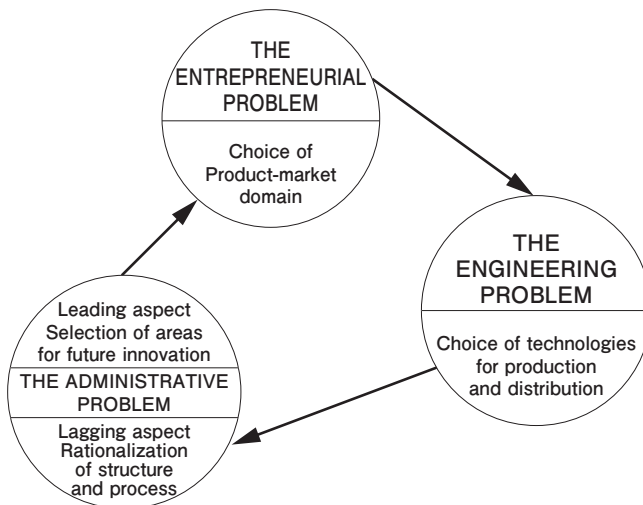 THE
ENTREPRENEURIAL
PROBLEM
Choice of
Product-market
domain
THE
ENGINEERING
PROBLEM
Choice of technologies
for production
and distribution
Leading aspect
Selection of areas
for future innovation
THE ADMINISTRATIVE
PROBLEM
Lagging aspect
Rationalization
of structure
and process